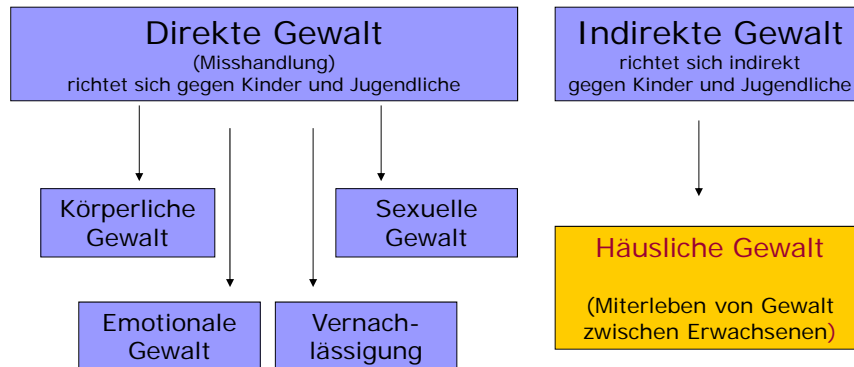 Direkte Gewalt
(Misshandlung)
richtet sich gegen Kinder und Jugendliche
Indirekte Gewalt
richtet sich indirekt
gegen Kinder und Jugendliche
Körperliche
Gewalt
Sexuelle
Gewalt
Emotionale
Gewalt
Vernach-
lässigung
Häusliche Gewalt
(Miterleben von Gewalt
zwischen Erwachsenen)